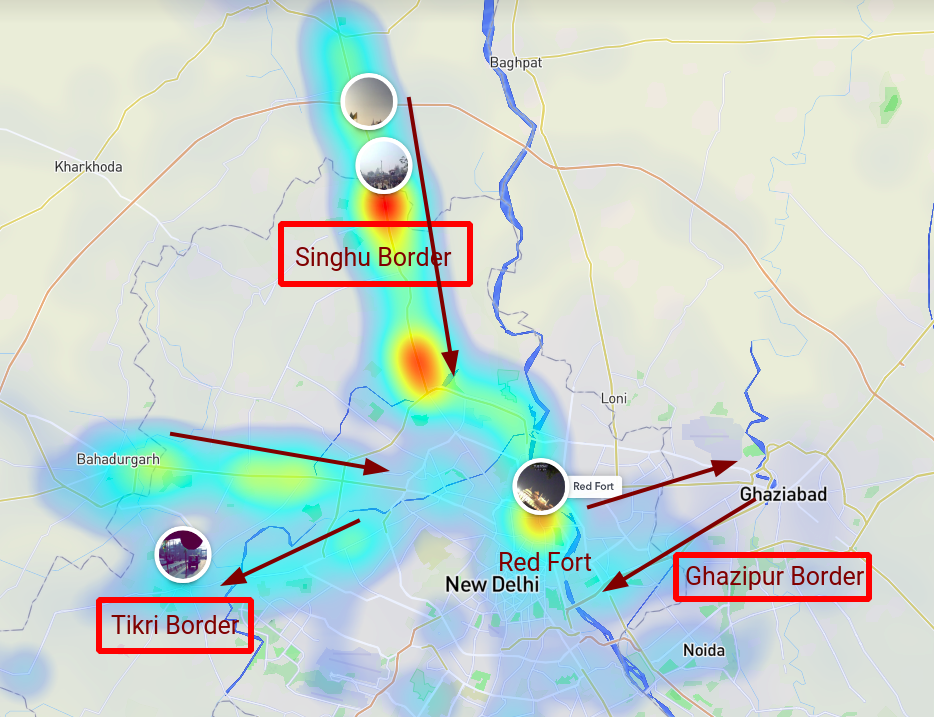 Baghpat
Kharkhoda
Singhu Border
Loni
Bahadurgarh
Red Fort
Ghaziabad
Red Fort
New Delhi
Ghazipur Border
Tikri Border
Noida